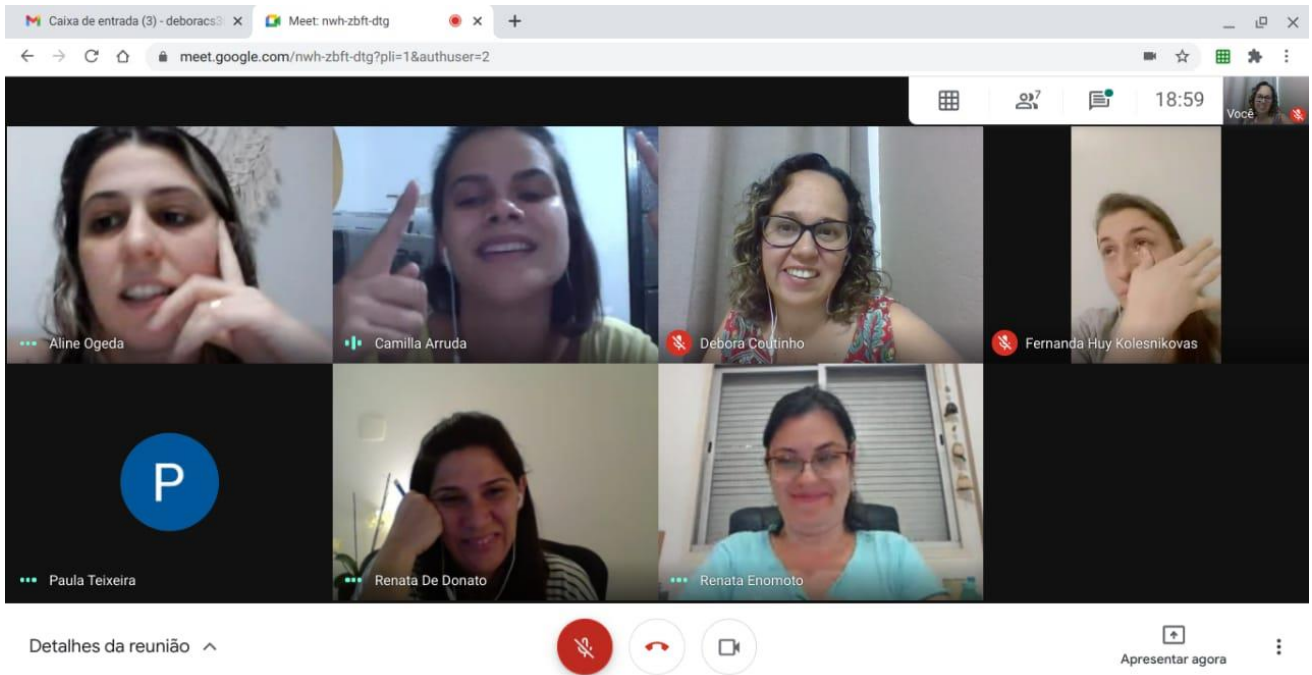 Caixa de entrada (3) - deboracs3
Meet: nwh-zbft-dtg
meet.google.com/nwh-zbft-dtg?pli=1&authuser=2
7
18:59
Você
Aline Ogeda
Camilla Arruda
Debora Coutinho
Fernanda Huy Kolesnikovas
P
Paula Teixeira
Renata De Donato
Renata Enomoto
Detalhes da reunião
Apresentar agora